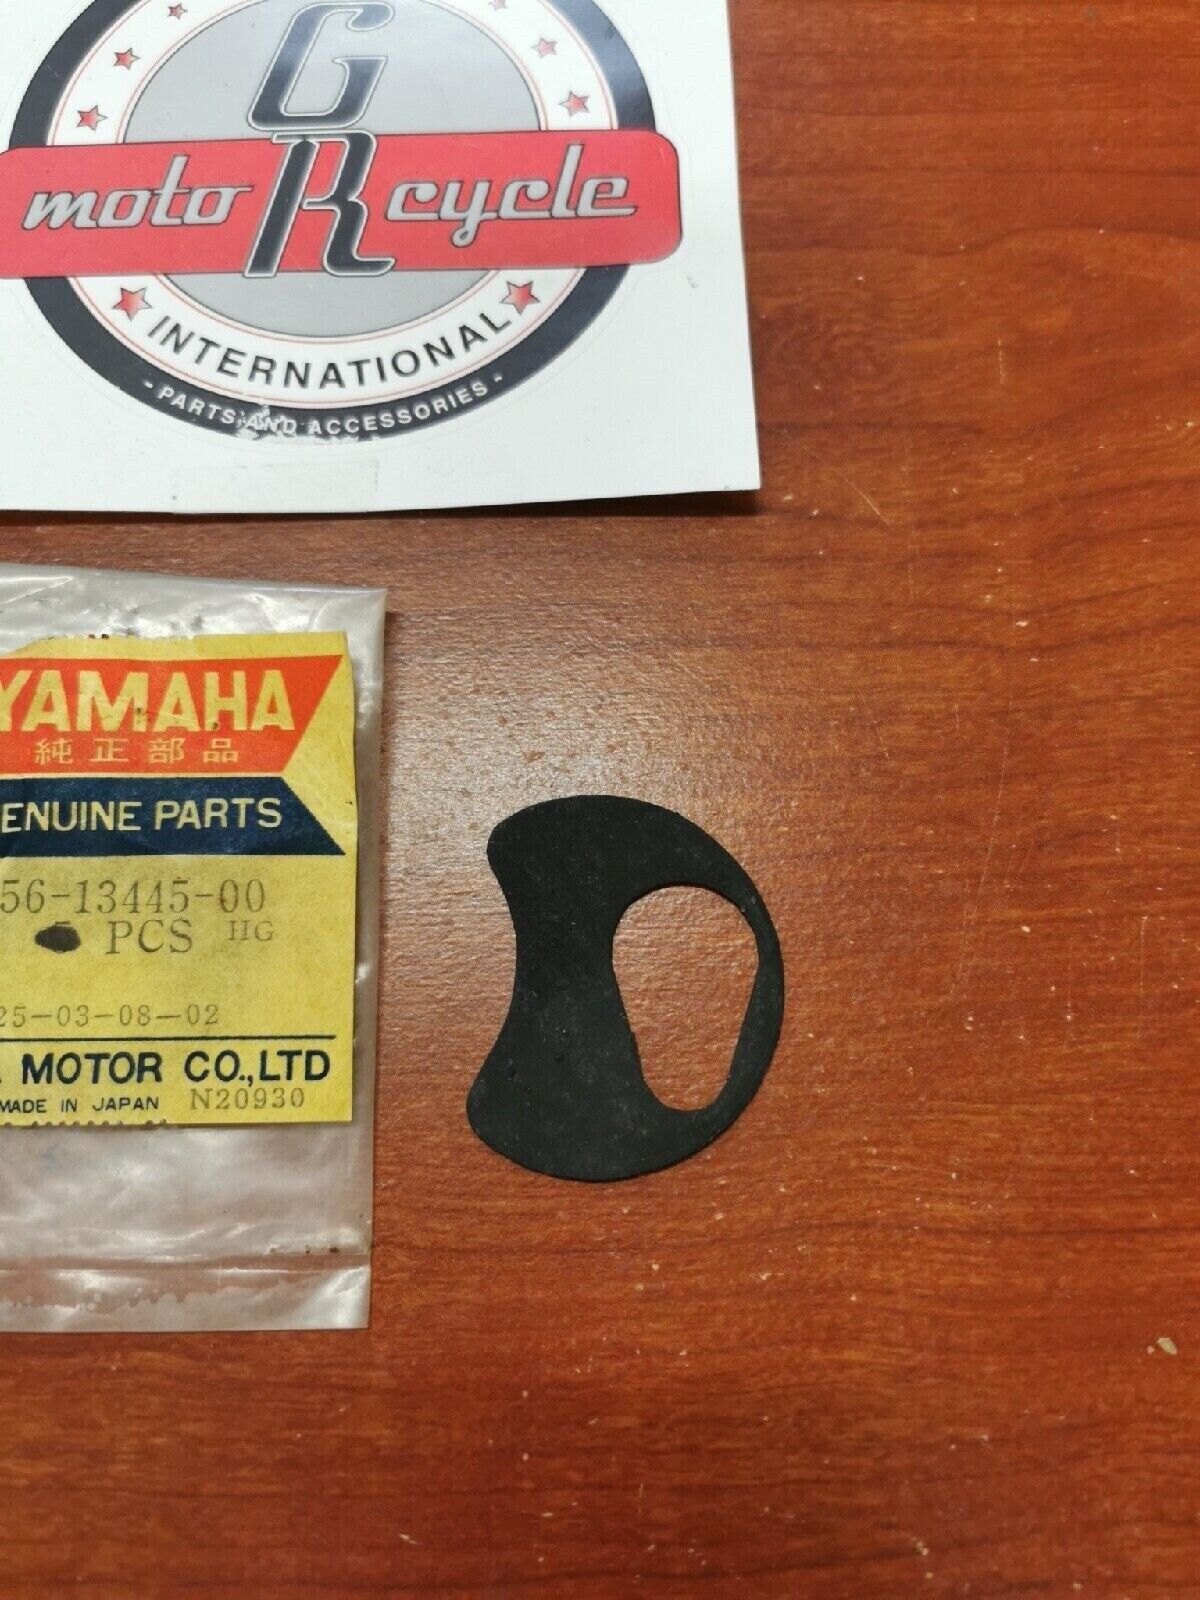 GR
moto cycle
INTERNATIONAL
- PARTS AND ACCESSORIES -
YAMAHA
純正部品
ENUINE PARTS
56-13445-00
PCS HG
25-03-08-02
A MOTOR CO.,LTD
MADE IN JAPAN N20930